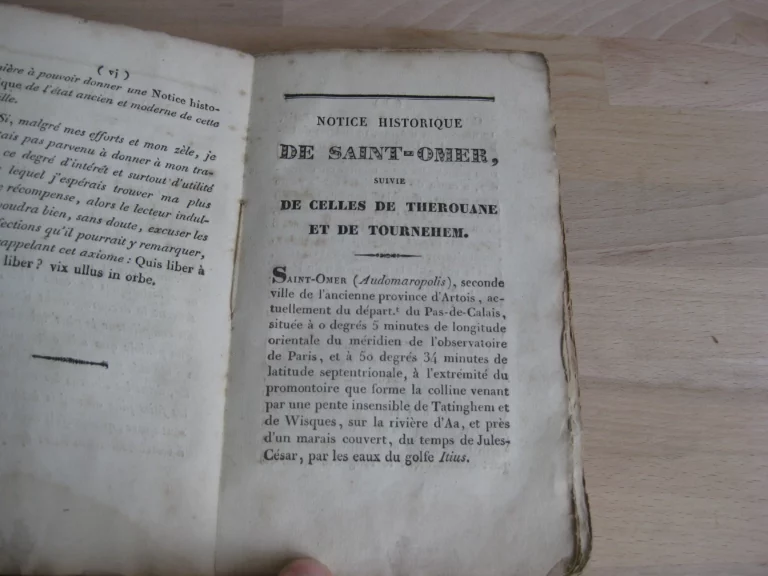 ( vj )
nière à pouvoir donner une Notice histo-
que de l'état ancien et moderne de cette
ille.
Si, malgré mes efforts et mon zèle, je
tais pas parvenu à donner à mon tra-
ce degré d'intérêt et surtout d'utilité
lequel j'espérais trouver ma plus
récompense, alors le lecteur indul-
oudra bien, sans doute, excuser les
fections qu'il pourrait y remarquer,
appelant cet axiome : Quis liber à
liber ? vix ullus in orbe.
NOTICE HISTORIQUE
DE SAINT-OMER,
SUIVIE
DE CELLES DE THEROUANE
ET DE TOURNEHEM.
SAINT-OMER (Audomaropolis), seconde
ville de l'ancienne province d'Artois, ac-
tuellement du départ.t du Pas-de-Calais,
située à 0 degrés 5 minutes de longitude
orientale du méridien de l'observatoire
de Paris, et à 50 degrés 34 minutes de
latitude septentrionale, à l'extrémité du
promontoire que forme la colline venant
par une pente insensible de Tatinghem et
de Wisques, sur la rivière d'Aa, et près
d'un marais couvert, du temps de Jules-
César, par les eaux du golfe Itius.